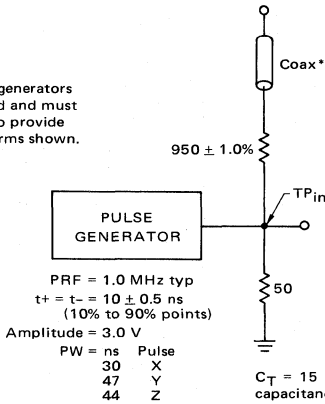 Coax*
generators
d and must
o provide
rms shown.
950 ± 1.0%
TPin
PULSE
GENERATOR
50
PRF = 1.0 MHz typ
t+ = t- = 10 ± 0.5 ns
(10% to 90% points)
Amplitude = 3.0 V
PW = ns Pulse
30 X
47 Y
44 Z
CT = 15
capacitan